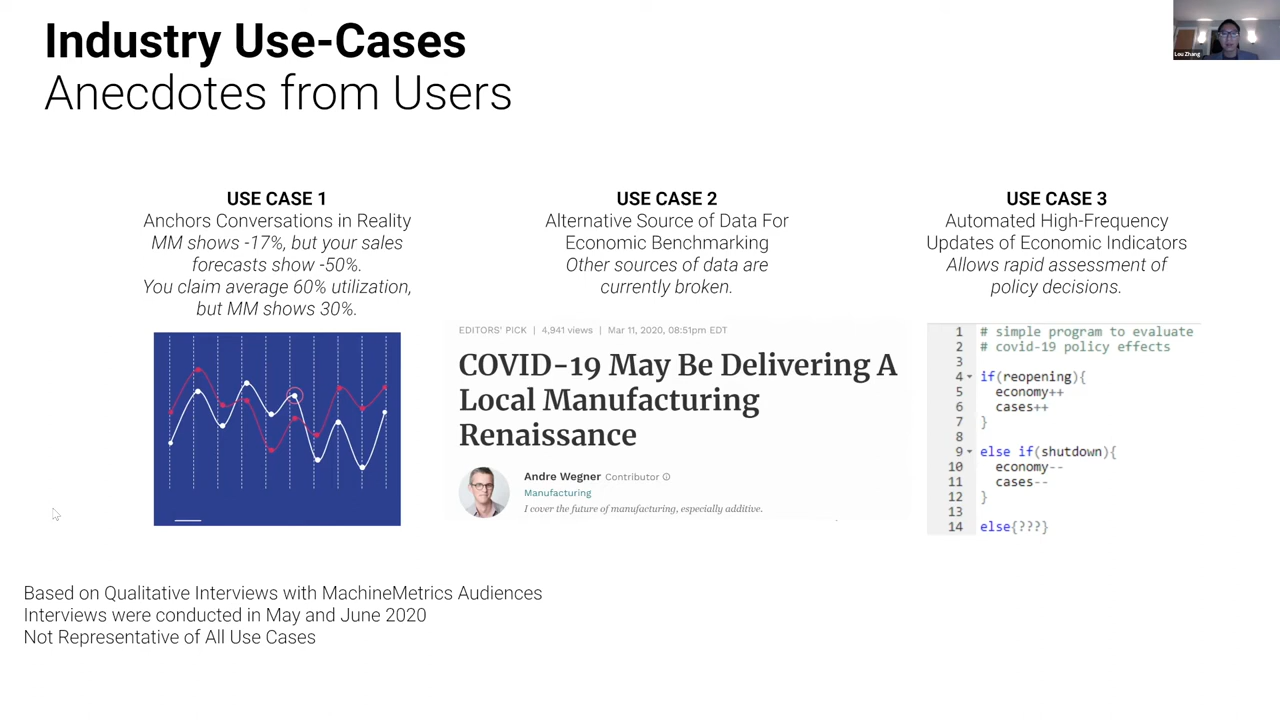 Industry Use-Cases
Anecdotes from Users
Lou Zhang
USE CASE 1
Anchors Conversations in Reality
MM shows -17%, but your sales
forecasts show -50%.
You claim average 60% utilization,
but MM shows 30%.
USE CASE 2
Alternative Source of Data For
Economic Benchmarking
Other sources of data are
currently broken.
EDITORS' PICK | 4,941 views | Mar 11, 2020, 08:51pm EDT
COVID-19 May Be Delivering A
Local Manufacturing
Renaissance
Andre Wegner Contributor
Manufacturing
I cover the future of manufacturing, especially additive.
USE CASE 3
Automated High-Frequency
Updates of Economic Indicators
Allows rapid assessment of
policy decisions.
1 # simple program to evaluate
2 # covid-19 policy effects
3
4 if(reopening){
5 economy++
6 cases++
7 }
8
9 else if(shutdown){
10 economy--
11 cases--
12 }
13
14 else{???}
Based on Qualitative Interviews with MachineMetrics Audiences
Interviews were conducted in May and June 2020
Not Representative of All Use Cases